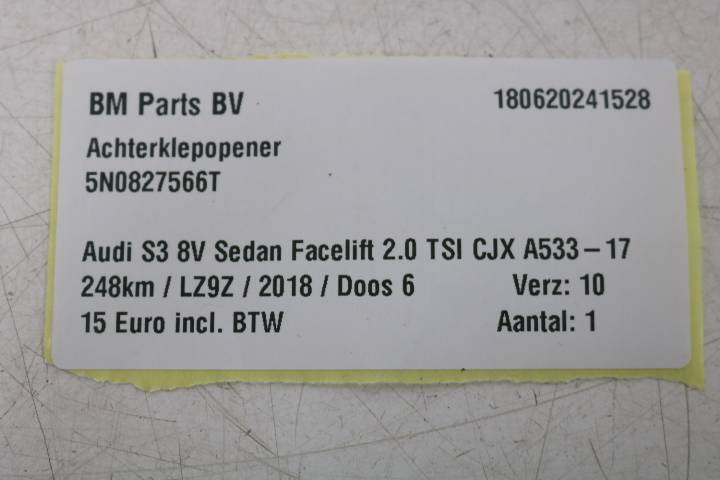 BM Parts BV 180620241528
Achterklepopener
5N0827566T
Audi S3 8V Sedan Facelift 2.0 TSI CJX A533-17
248km / LZ9Z / 2018 / Doos 6 Verz: 10
15 Euro incl. BTW Aantal: 1